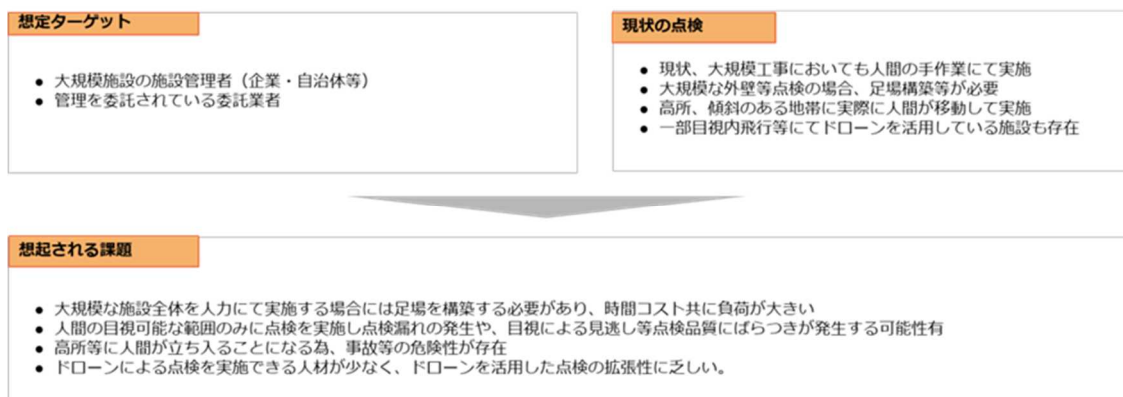 想定ターゲット
● 大規模施設の施設管理者（企業・自治体等）
● 管理を委託されている委託業者
現状の点検
● 現状、大規模工事においても人間の手作業にて実施
● 大規模な外壁等点検の場合、足場構築等が必要
● 高所、傾斜のある地帯に実際に人間が移動して実施
● 一部目視内飛行等にてドローンを活用している施設も存在
想起される課題
● 大規模な施設全体を人力にて実施する場合には足場を構築する必要があり、時間コスト共に負荷が大きい
● 人間の目視可能な範囲のみに点検を実施し点検漏れの発生や、目視による見逃し等点検品質にばらつきが発生する可能性有
● 高所等に人間が立ち入ることになる為、事故等の危険性が存在
● ドローンによる点検を実施できる人材が少なく、ドローンを活用した点検の拡張性に乏しい。